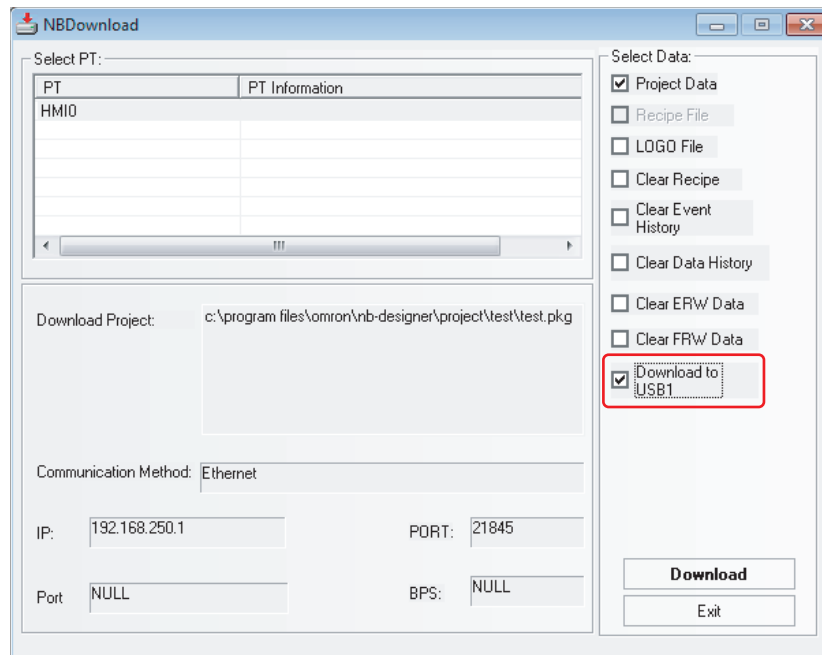 NBDownload
Select PT:
PT PT Information
HMI0
Download Project: c:\program files\omron\nb-designer\project\test\test.pkg
Communication Method: Ethernet
IP: 192.168.250.1 PORT: 21845
Port NULL BPS: NULL
Select Data:
Project Data
Recipe File
LOGO File
Clear Recipe
Clear Event
History
Clear Data History
Clear ERW Data
Clear FRW Data
Download to
USB1
Download
Exit